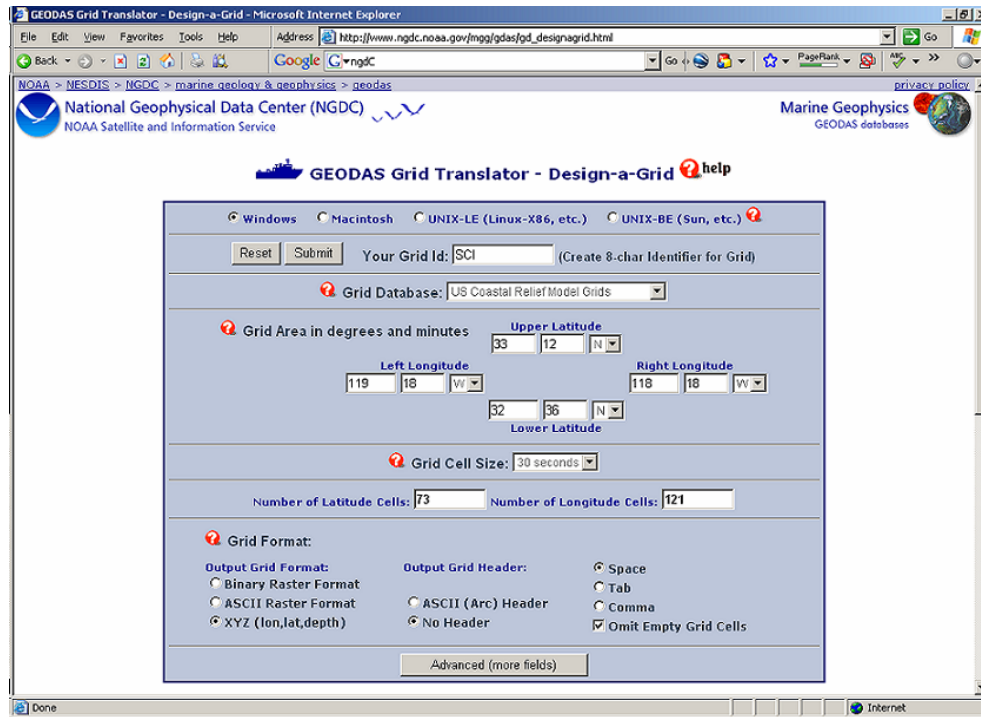 GEODAS Grid Translator - Design-a-Grid - Microsoft Internet Explorer
File Edit View Favorites Tools Help Address http://www.ngdc.noaa.gov/mgg/gdas/gd_designagrid.html Go
Back Google G ngdC Go PageRank ABC »
NOAA > NESDIS > NGDC > marine geology & geophysics > geodas privacy policy
National Geophysical Data Center (NGDC) Marine Geophysics
NOAA Satellite and Information Service GEODAS databases
GEODAS Grid Translator - Design-a-Grid ? help
Windows Macintosh UNIX-LE (Linux-X86, etc.) UNIX-BE (Sun, etc.) ?
Reset Submit Your Grid Id: SCI (Create 8-char Identifier for Grid)
? Grid Database: US Coastal Relief Model Grids
? Grid Area in degrees and minutes Upper Latitude
33 12 N
Left Longitude Right Longitude
119 18 W 118 18 W
32 36 N
Lower Latitude
? Grid Cell Size: 30 seconds
Number of Latitude Cells: 73 Number of Longitude Cells: 121
? Grid Format:
Output Grid Format: Output Grid Header: Space
Binary Raster Format Tab
ASCII Raster Format ASCII (Arc) Header Comma
XYZ (lon,lat,depth) No Header Omit Empty Grid Cells
Advanced (more fields)
Done Internet